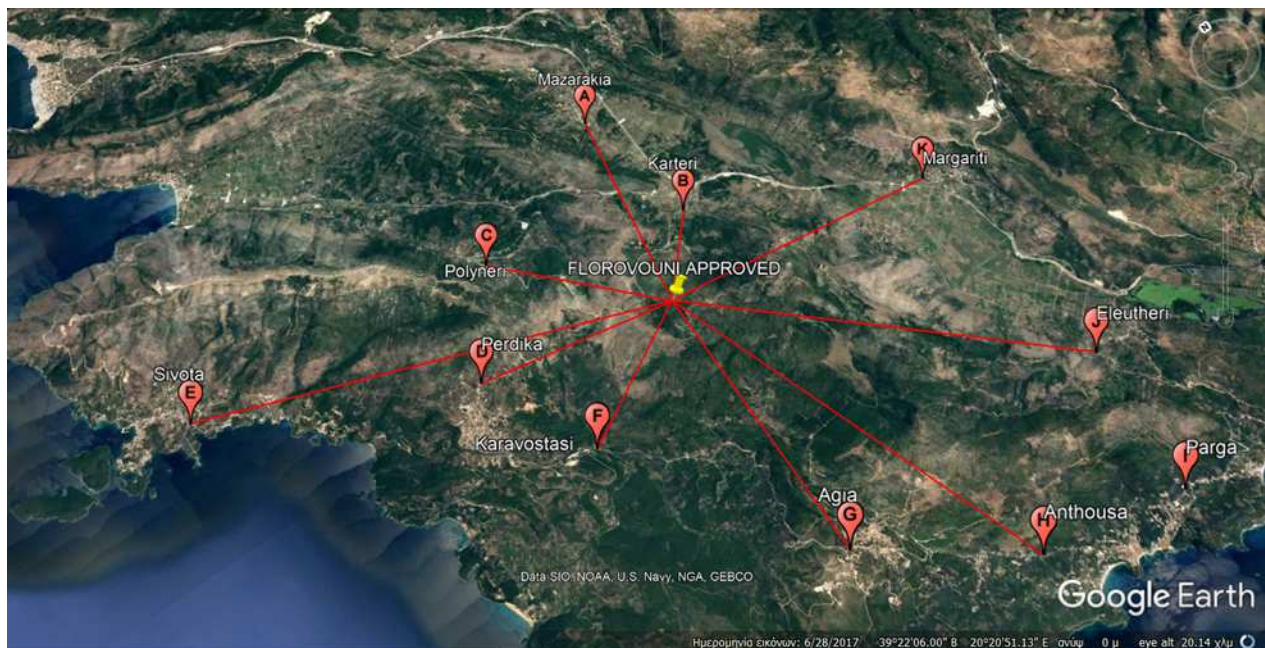 N
Mazarakia
A
Karteri
B
K
Margariti
C
Polyneri
FLOROVOUNI APPROVED
Eleutheri
J
Perdika
D
Sivota
E
F
Karavostasi
Parga
I
Agia
G
Anthousa
H
Data SIO, NOAA, U.S. Navy, NGA, GEBCO
Google Earth
Ημερομηνία εικόνων: 6/28/2017 39°22'06.00" Β 20°20'51.13" Ε ανύψ 0 μ eye alt 20.14 χλμ